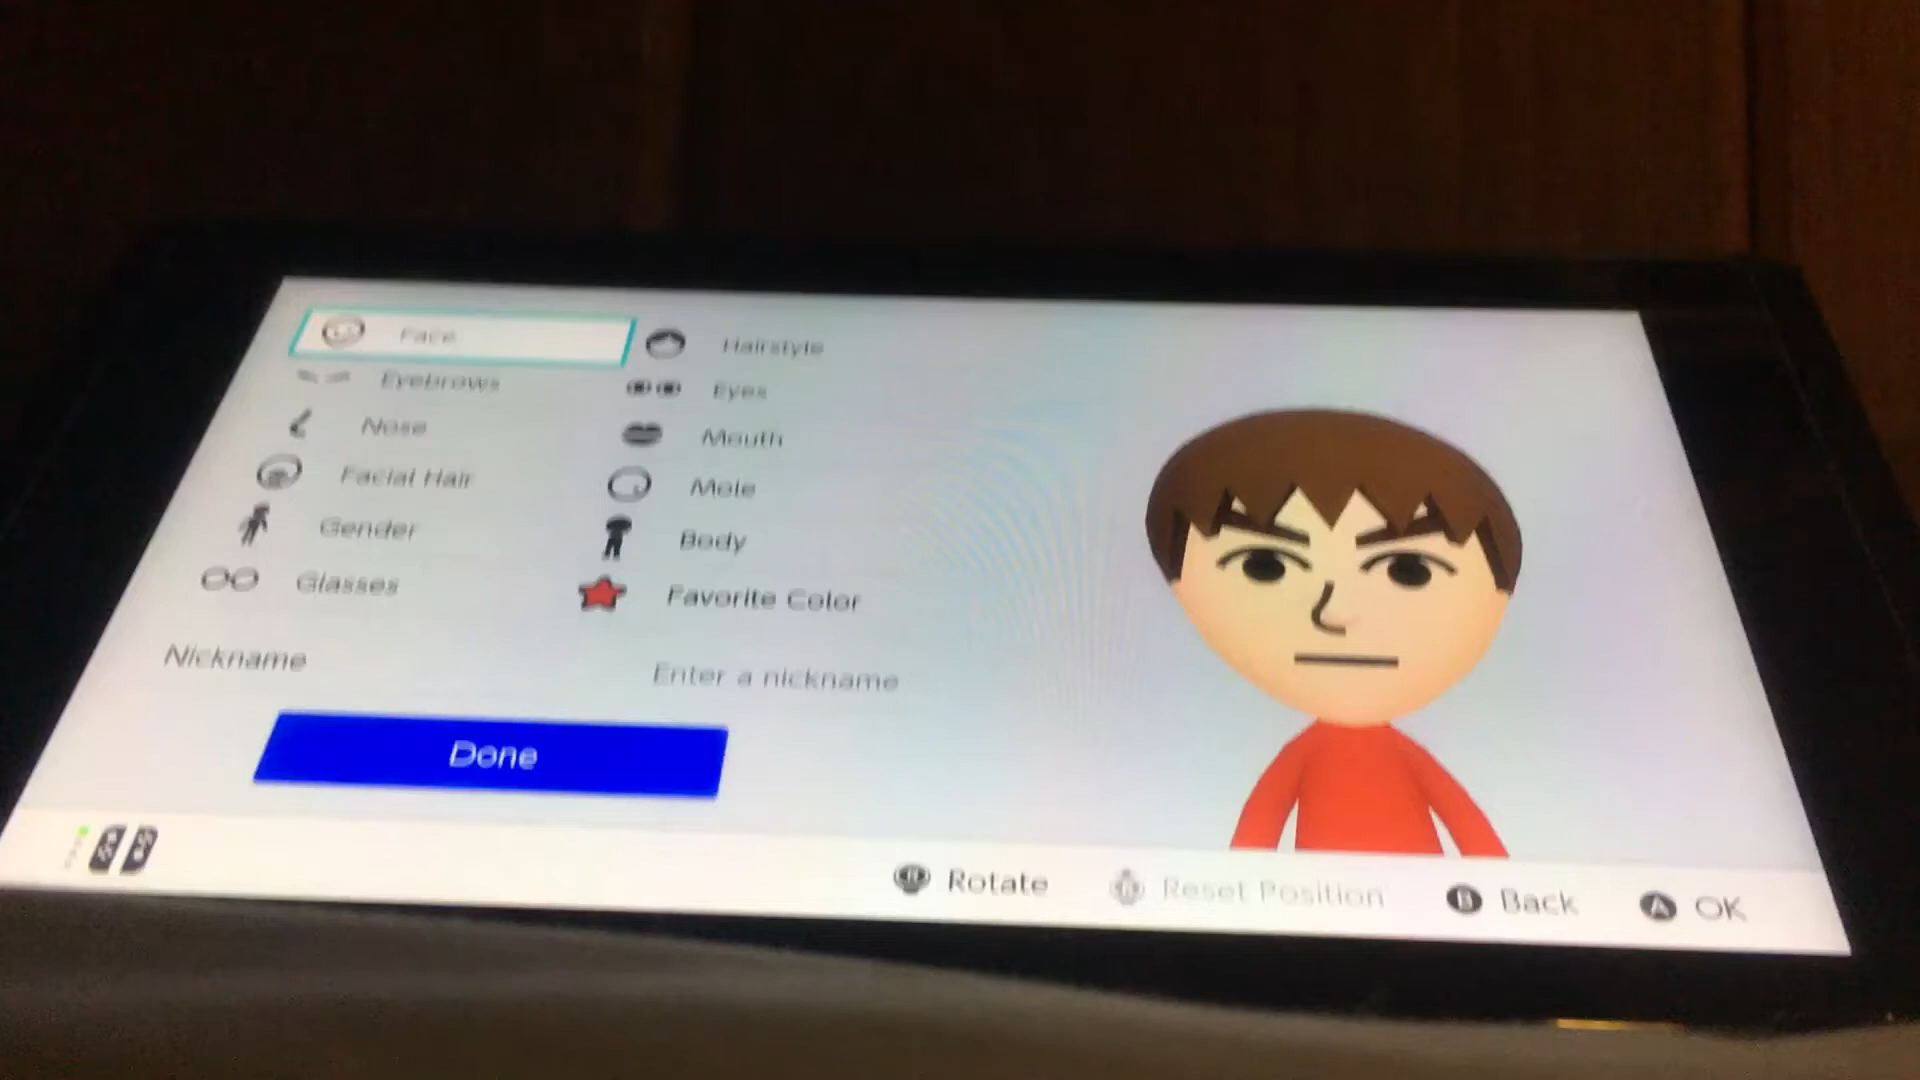 Face
Hairstyle
Eyebrows
Eyes
Nose
Mouth
Facial Hair
Mole
Gender
Body
Glasses
Favorite Color
Nickname
Enter a nickname
Done
R Rotate
R Reset Position
B Back
A OK